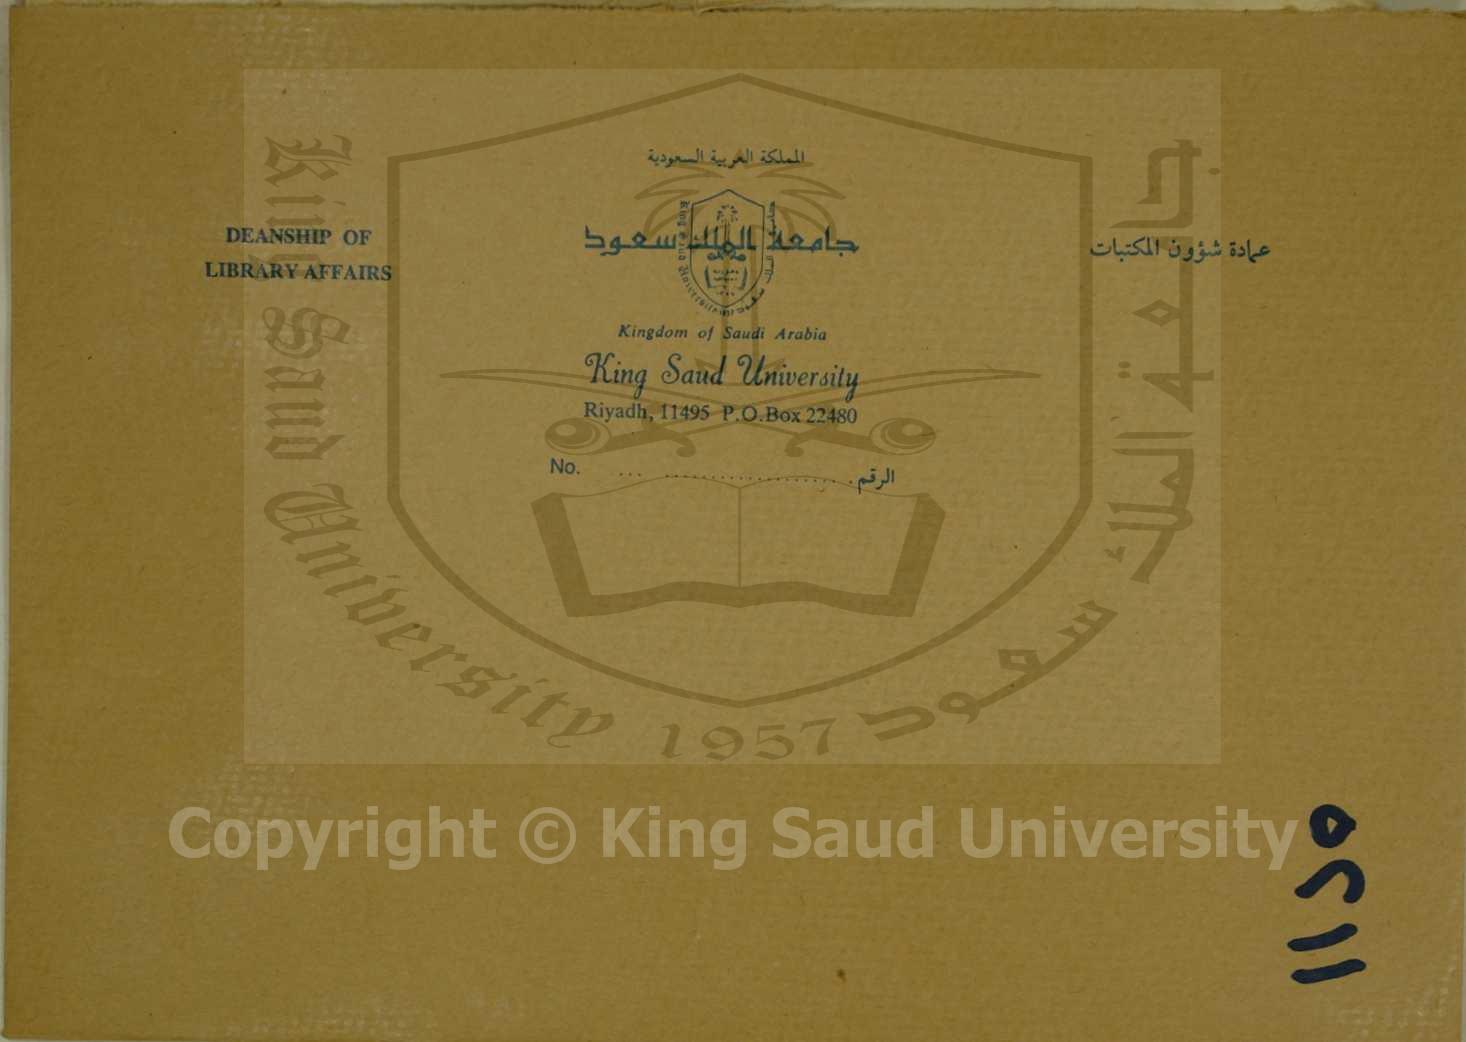 المملكة العربية السعودية
جامعة الملك سعود
Kingdom of Saudi Arabia
King Saud University
Riyadh, 11495 P.O.Box 22480
No. ... ................... . الرقم
DEANSHIP OF
LIBRARY AFFAIRS
عمادة شؤون المكتبات
King Saud University 1957 جامعة الملك سعود
Copyright © King Saud University